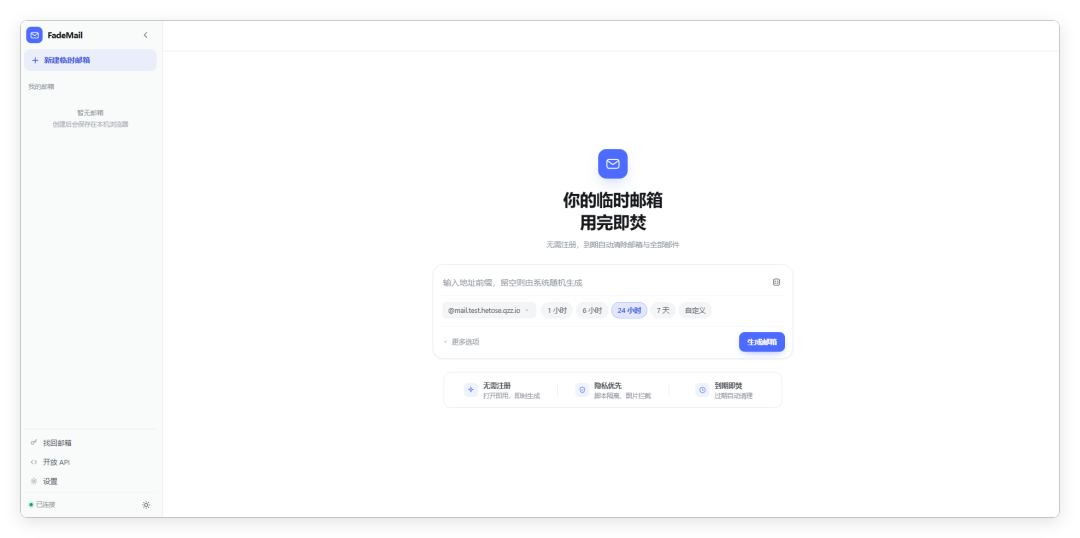 FadeMail
新建临时邮箱
我的邮箱
暂无邮箱
创建后会保存在本机浏览器
你的临时邮箱
用完即焚
无需注册，到期自动清除邮箱与全部邮件
输入地址前缀，留空则由系统随机生成
@mail.test.hetose.qzz.io 1 小时 6 小时 24 小时 7 天 自定义
更多选项 生成邮箱
无需注册
打开即用，即时生成
隐私优先
脚本隔离，图片拦截
到期即焚
过期自动清理
找回邮箱
开放 API
设置
已连接